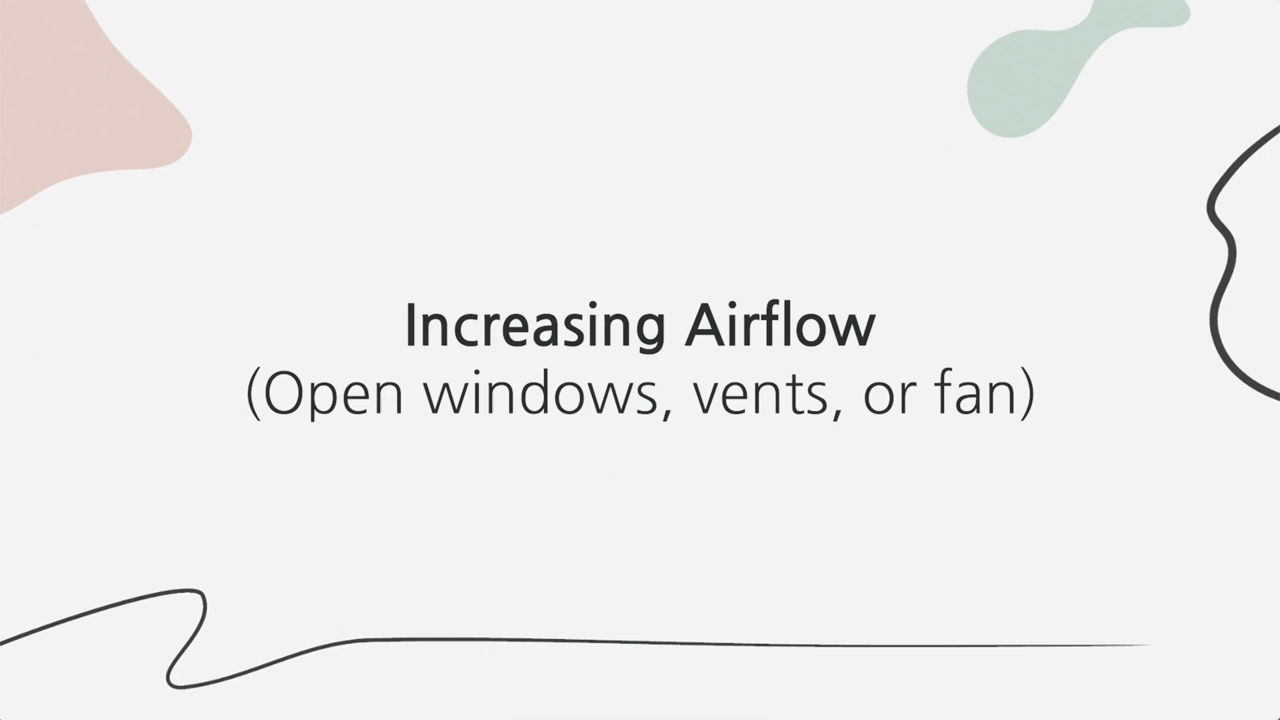 Increasing Airflow
(Open windows, vents, or fan)